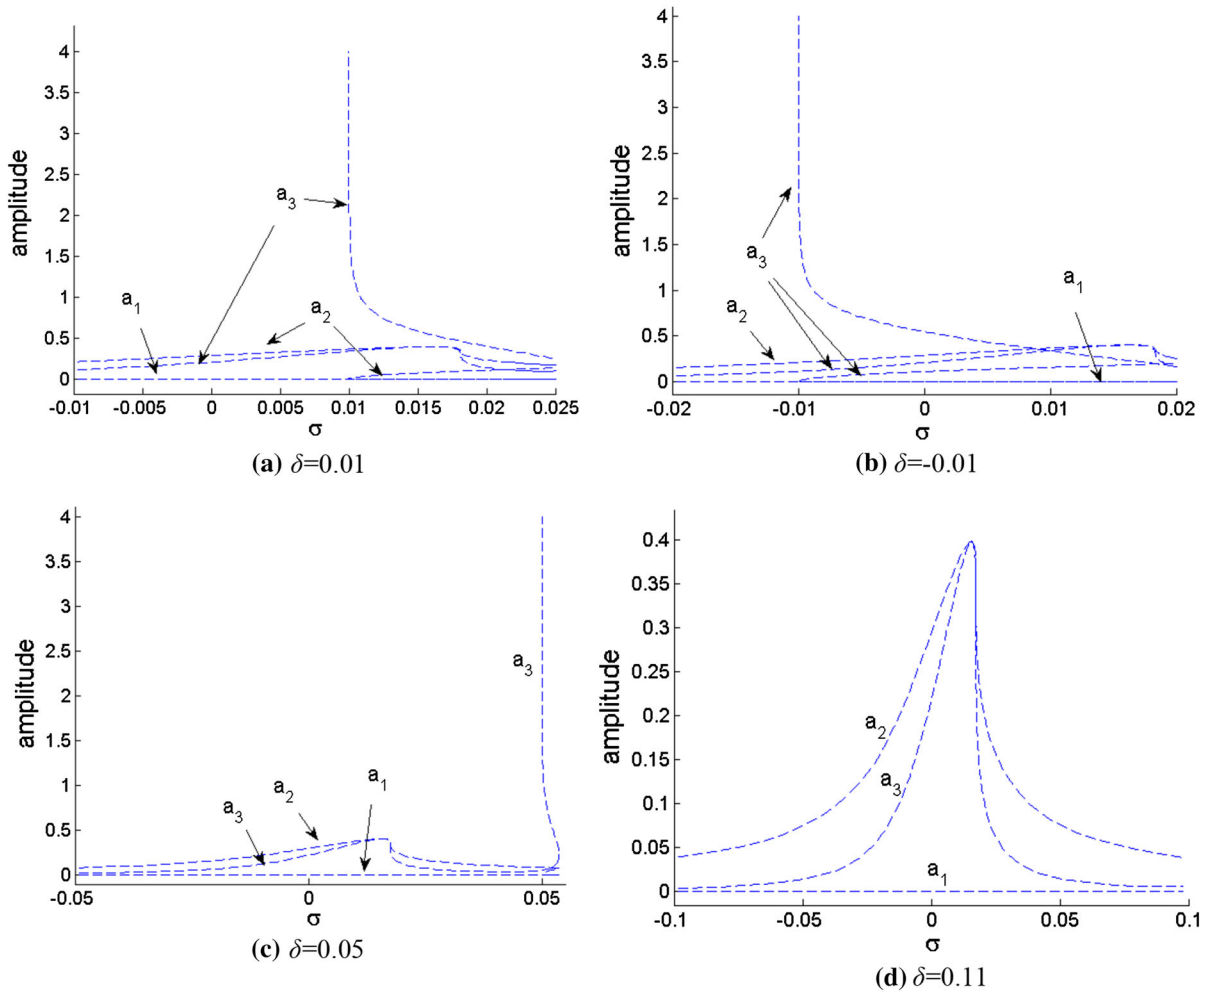 amplitude
4
3.5
3
2.5
2
1.5
1
0.5
0
-0.01 -0.005 0 0.005 0.01 0.015 0.02 0.025
σ
a3
a1
a2
(a) δ=0.01
amplitude
4
3.5
3
2.5
2
1.5
1
0.5
0
-0.02 -0.01 0 0.01 0.02
σ
a3
a1
a2
(b) δ=-0.01
amplitude
4
3.5
3
2.5
2
1.5
1
0.5
0
-0.05 0 0.05
σ
a3
a1
a2
a3
(c) δ=0.05
amplitude
0.4
0.35
0.3
0.25
0.2
0.15
0.1
0.05
0
-0.1 -0.05 0 0.05 0.1
σ
a2
a3
a1
(d) δ=0.11